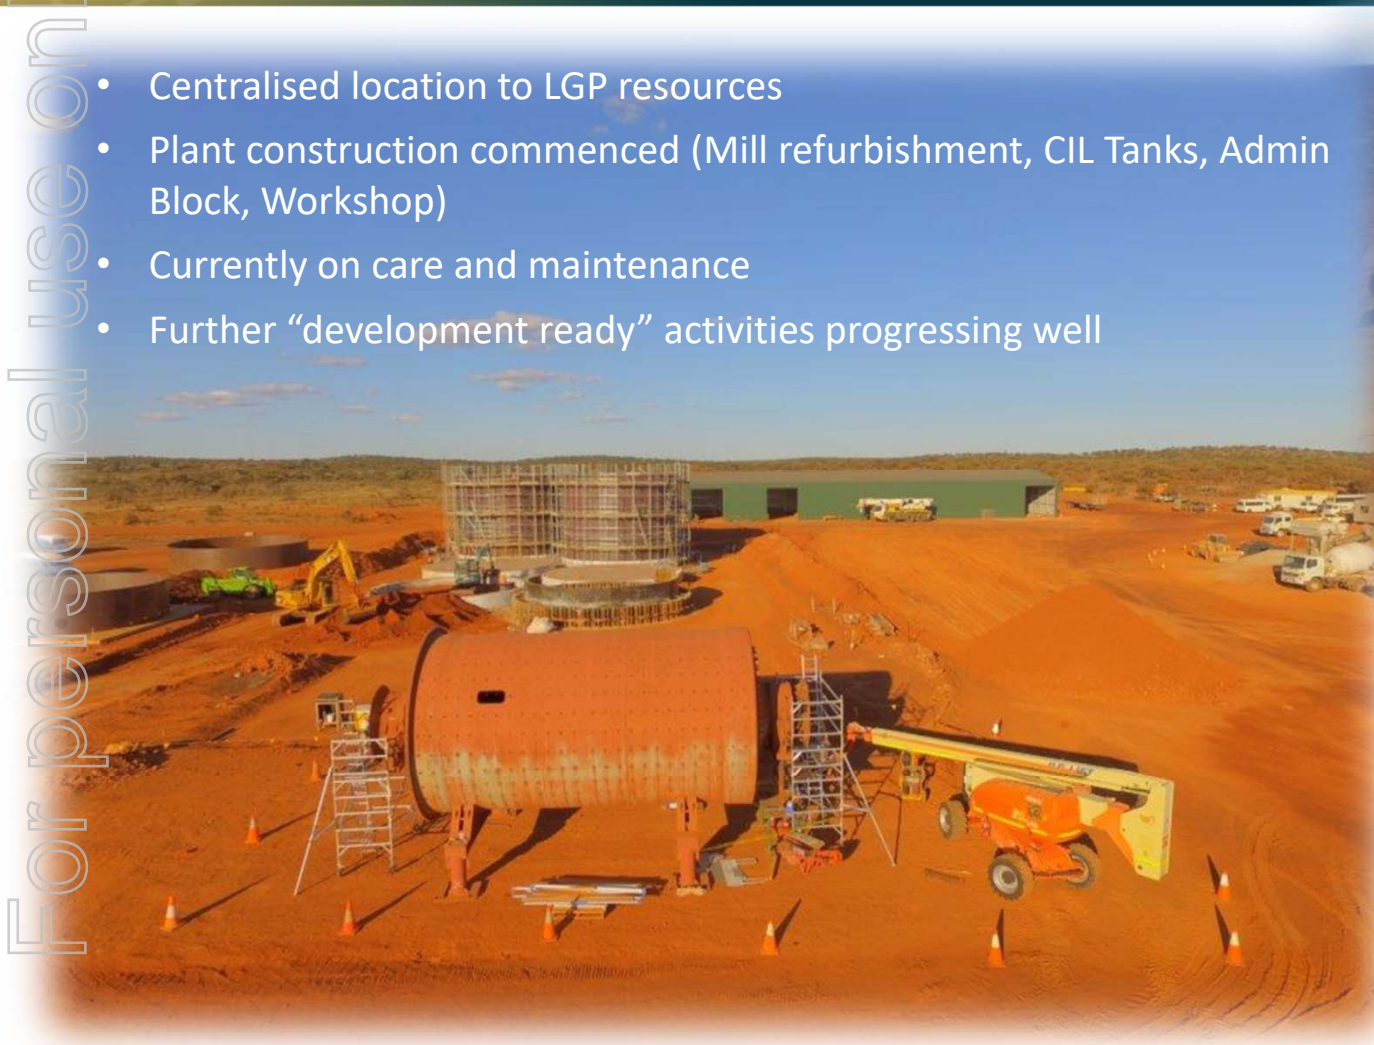 • Centralised location to LGP resources
• Plant construction commenced (Mill refurbishment, CIL Tanks, Admin
Block, Workshop)
• Currently on care and maintenance
• Further “development ready” activities progressing well
For personal use on